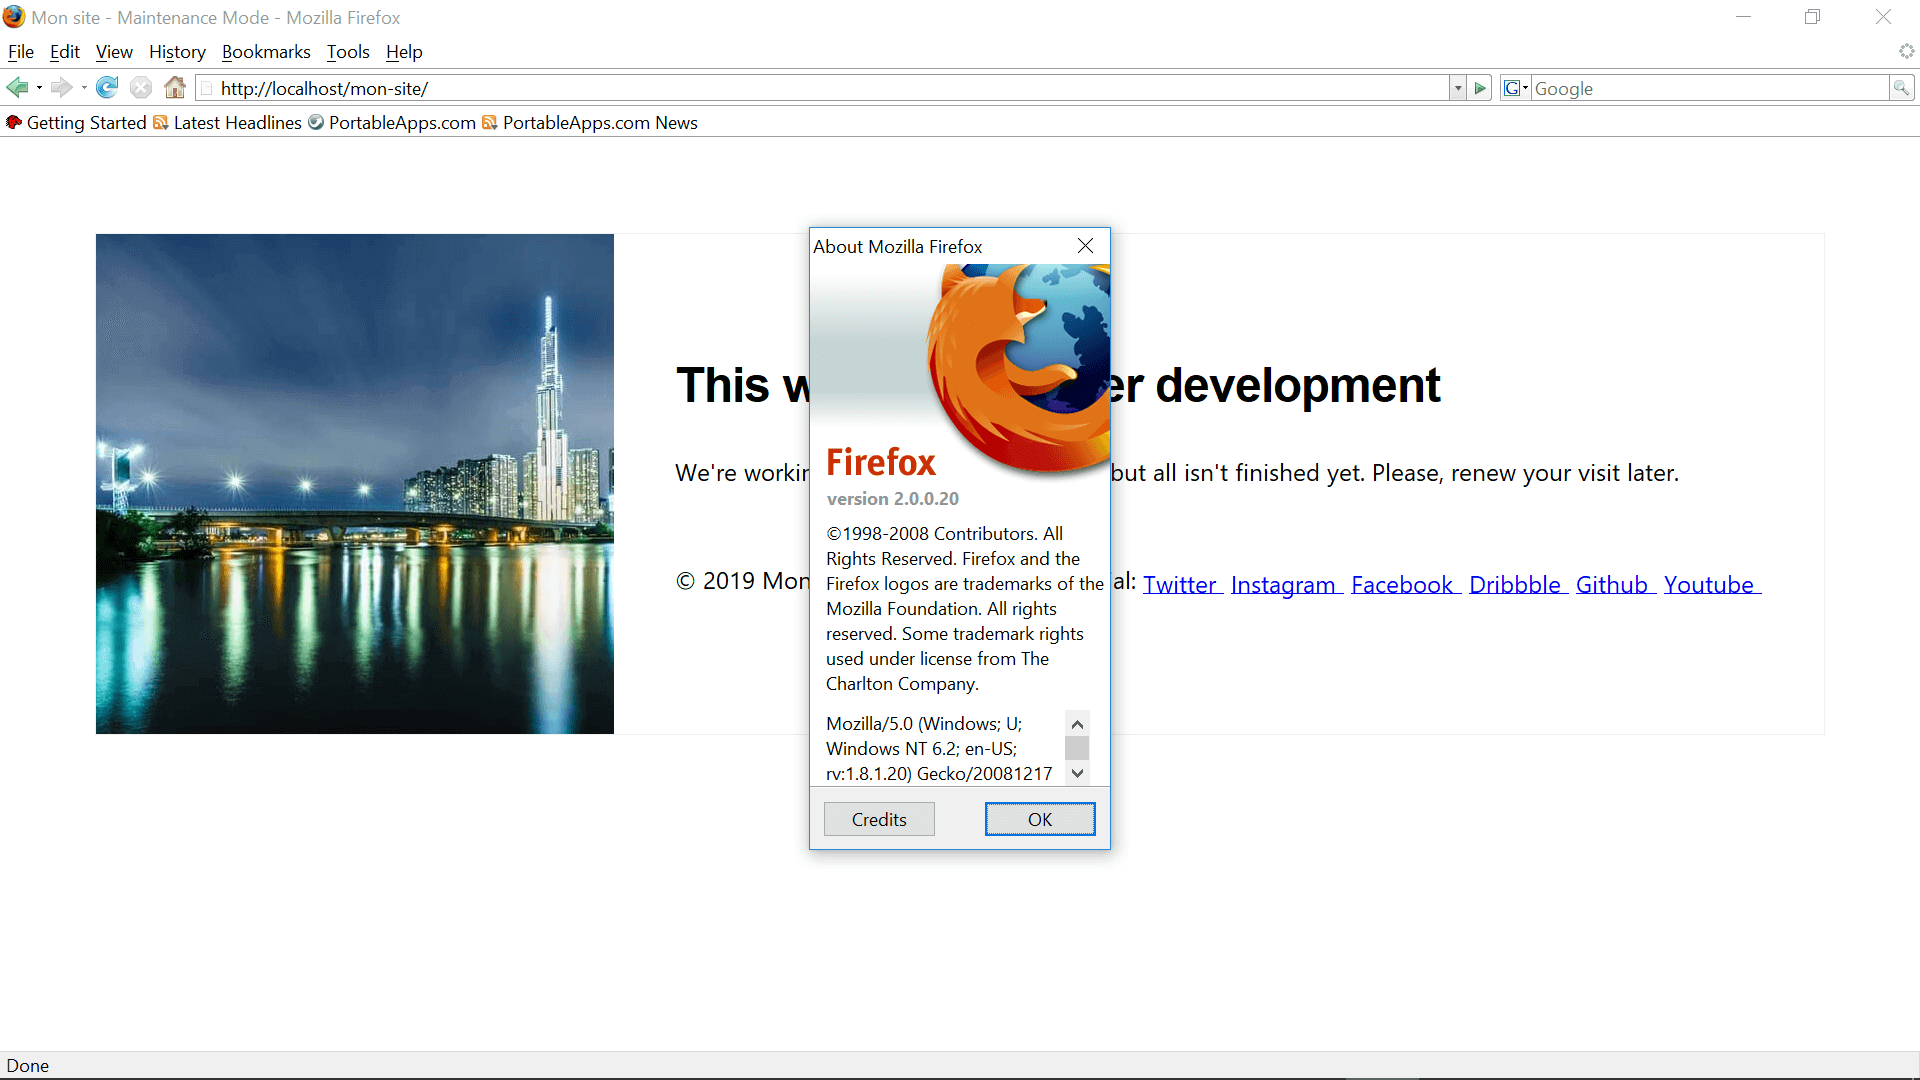 Mon site - Maintenance Mode - Mozilla Firefox
File Edit View History Bookmarks Tools Help
http://localhost/mon-site/
G Google
Getting Started Latest Headlines PortableApps.com PortableApps.com News
About Mozilla Firefox
This w er development
Firefox
We're workin but all isn't finished yet. Please, renew your visit later.
version 2.0.0.20
©1998-2008 Contributors. All
Rights Reserved. Firefox and the
Firefox logos are trademarks of the
Mozilla Foundation. All rights
reserved. Some trademark rights
used under license from The
Charlton Company.
© 2019 Mon al: Twitter Instagram Facebook Dribbble Github Youtube
Mozilla/5.0 (Windows; U;
Windows NT 6.2; en-US;
rv:1.8.1.20) Gecko/20081217
Credits OK
Done